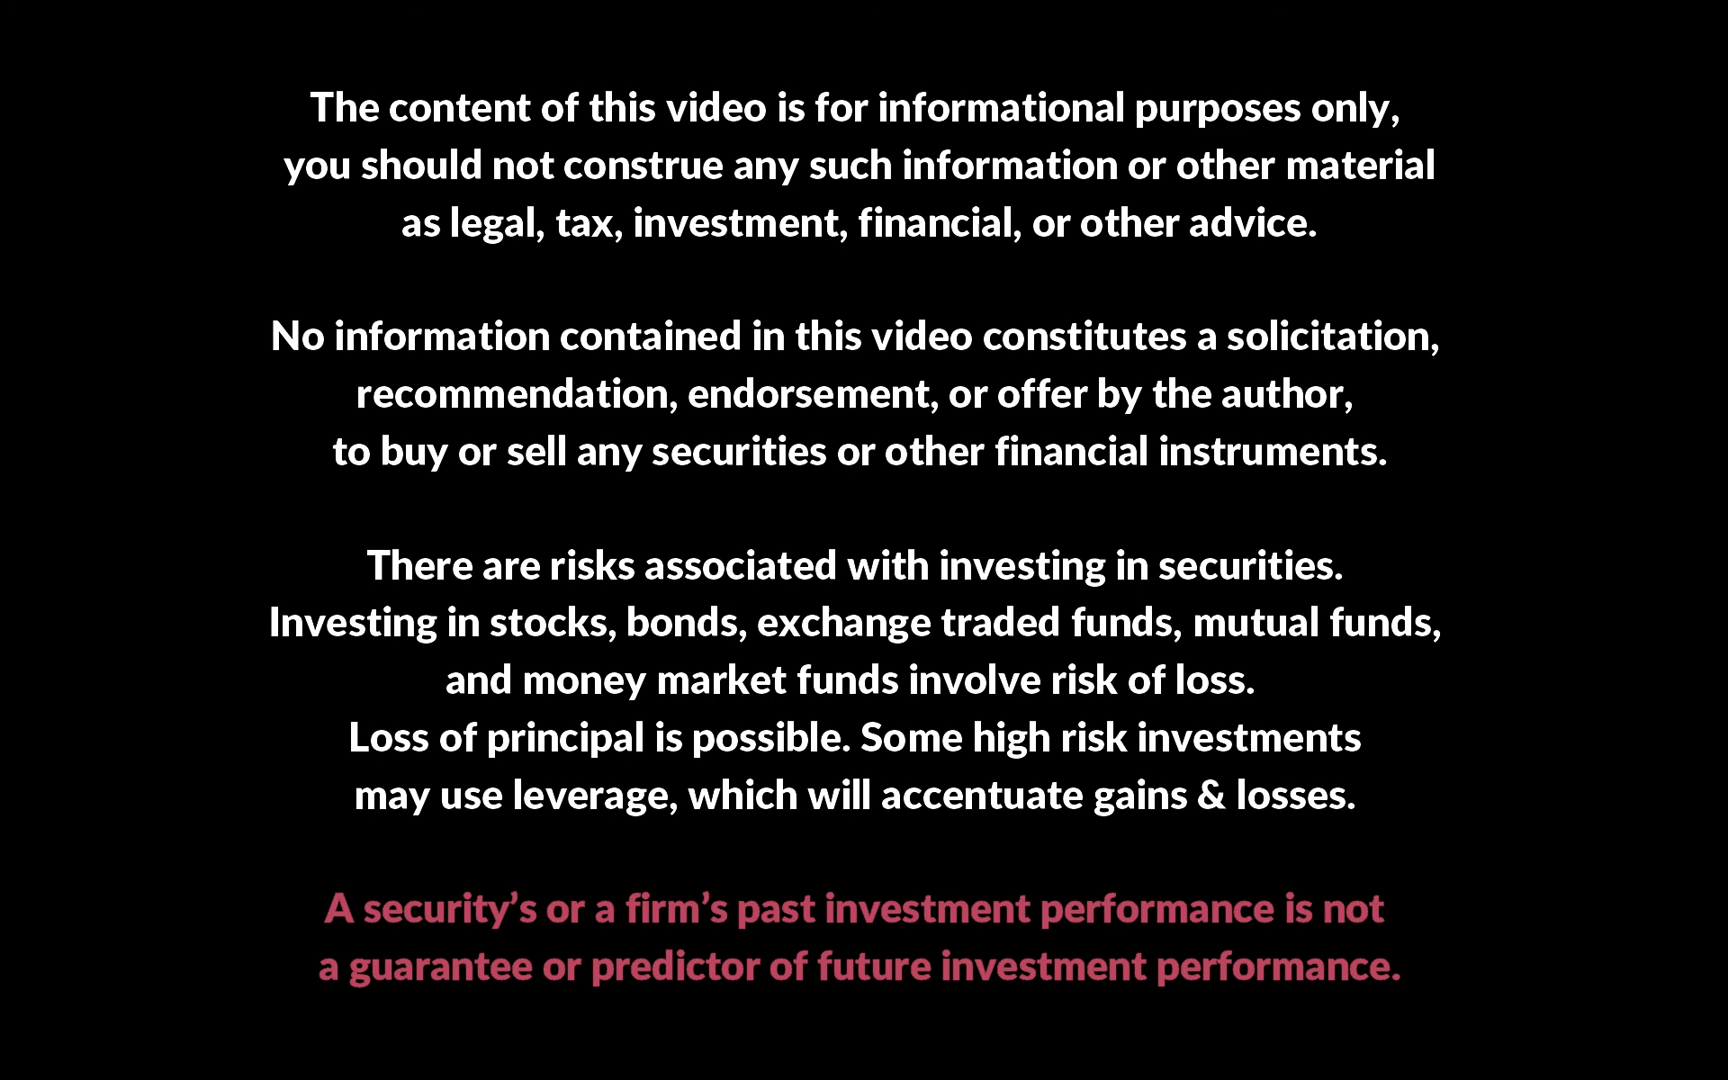 The content of this video is for informational purposes only,
you should not construe any such information or other material
as legal, tax, investment, financial, or other advice.
No information contained in this video constitutes a solicitation,
recommendation, endorsement, or offer by the author,
to buy or sell any securities or other financial instruments.
There are risks associated with investing in securities.
Investing in stocks, bonds, exchange traded funds, mutual funds,
and money market funds involve risk of loss.
Loss of principal is possible. Some high risk investments
may use leverage, which will accentuate gains & losses.
A security’s or a firm’s past investment performance is not
a guarantee or predictor of future investment performance.